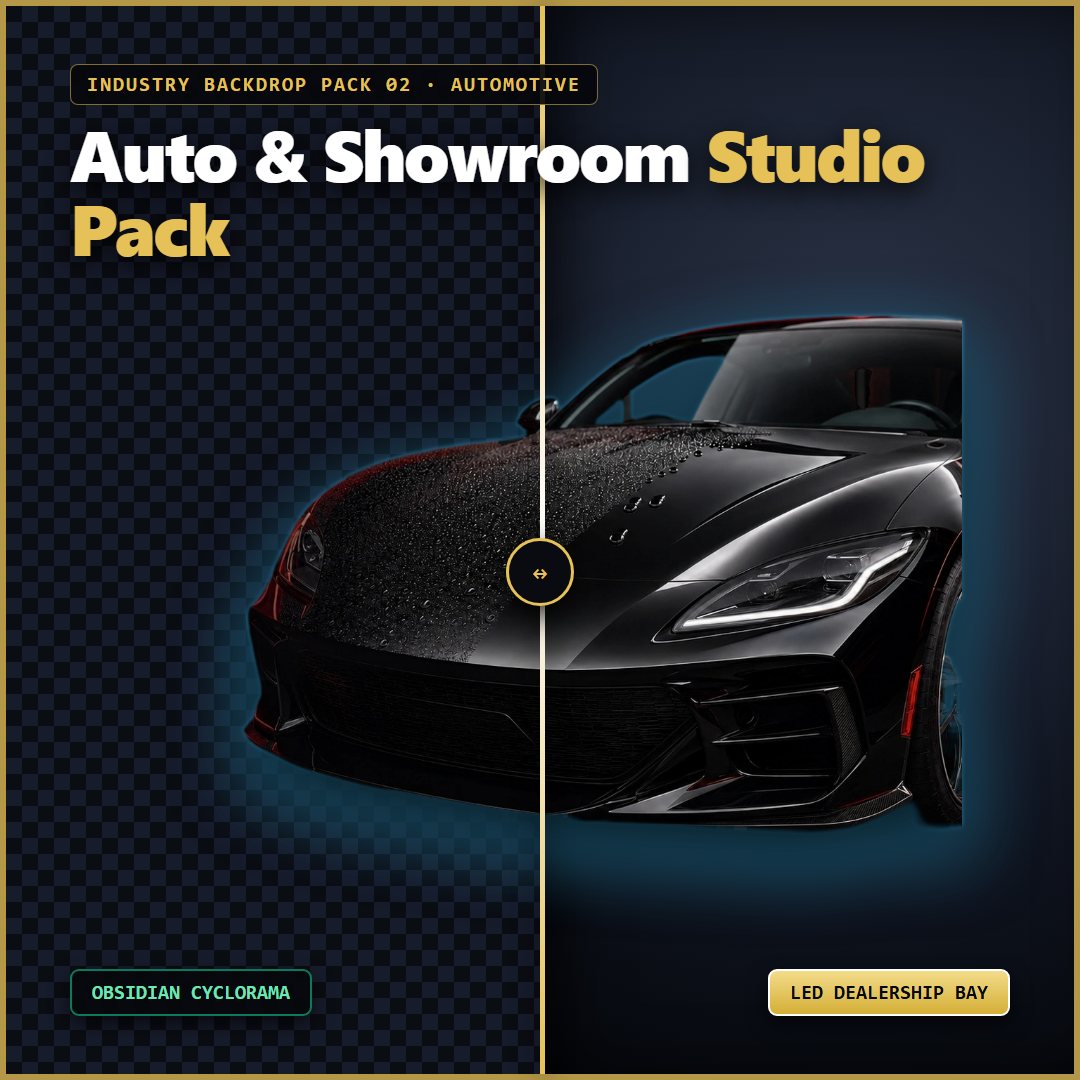 INDUSTRY BACKDROP PACK 02 · AUTOMOTIVE
Auto & Showroom Studio
Pack
↔
OBSIDIAN CYCLORAMA
LED DEALERSHIP BAY